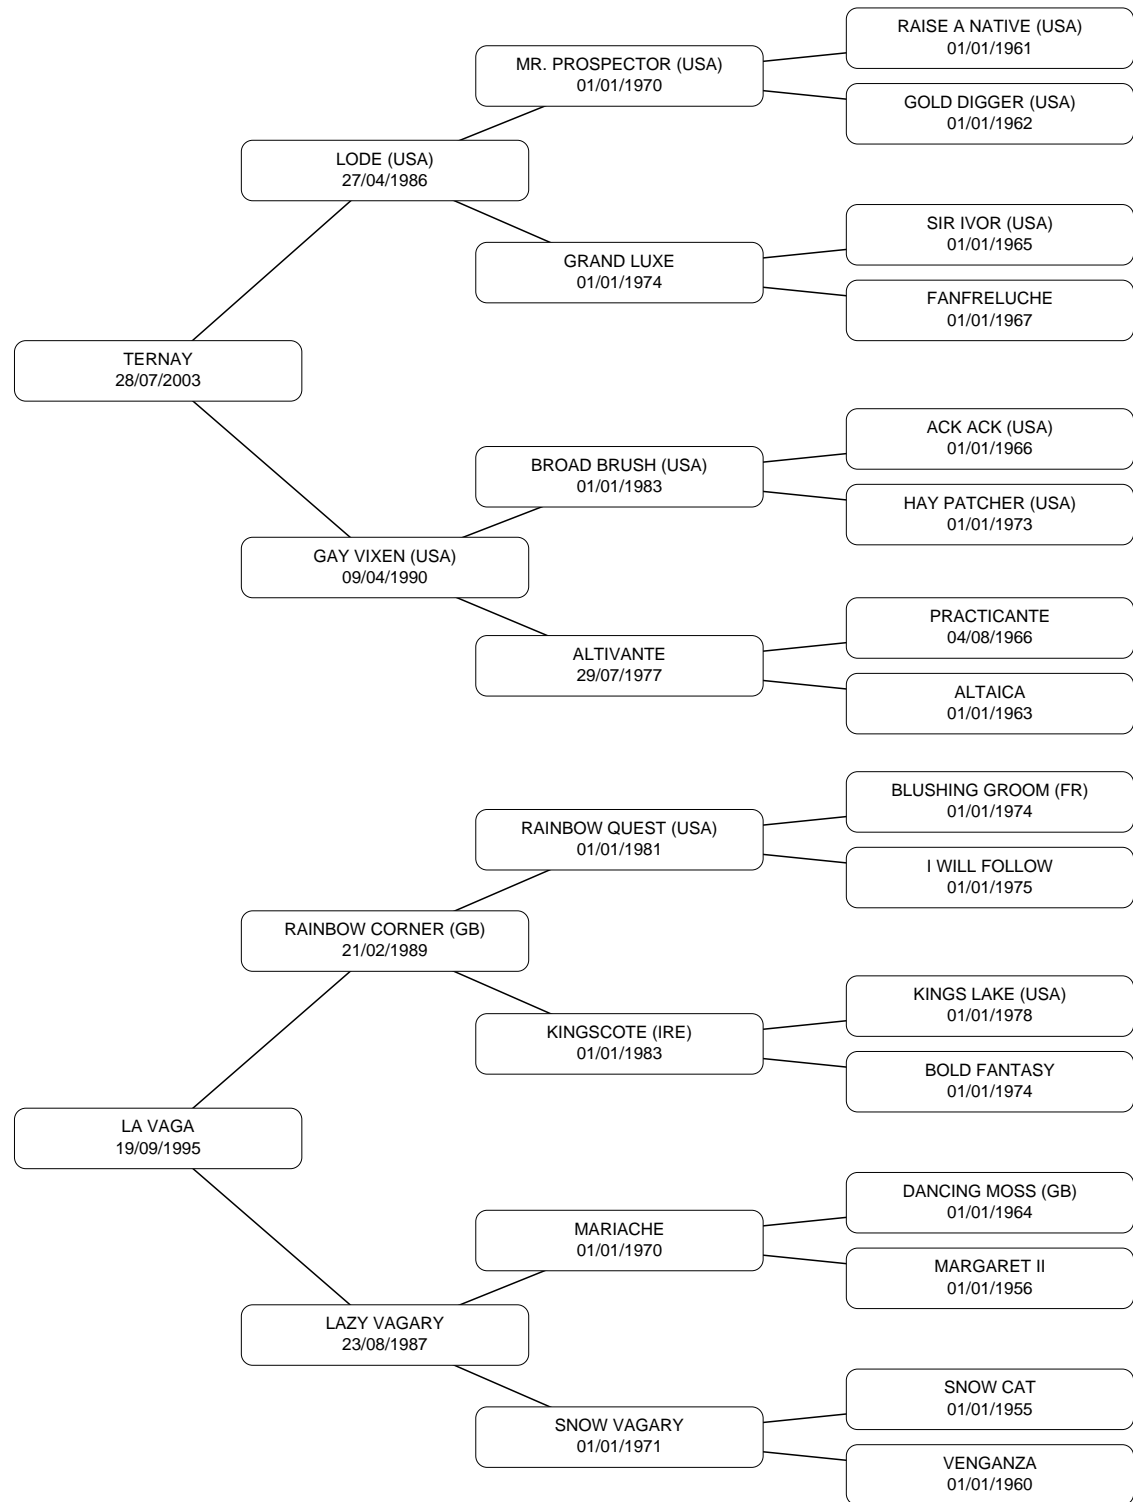 RAISE A NATIVE (USA)
01/01/1961
MR. PROSPECTOR (USA)
01/01/1970
GOLD DIGGER (USA)
01/01/1962
LODE (USA)
27/04/1986
SIR IVOR (USA)
01/01/1965
GRAND LUXE
01/01/1974
FANFRELUCHE
01/01/1967
TERNAY
28/07/2003
ACK ACK (USA)
01/01/1966
BROAD BRUSH (USA)
01/01/1983
HAY PATCHER (USA)
01/01/1973
GAY VIXEN (USA)
09/04/1990
PRACTICANTE
04/08/1966
ALTIVANTE
29/07/1977
ALTAICA
01/01/1963
BLUSHING GROOM (FR)
01/01/1974
RAINBOW QUEST (USA)
01/01/1981
I WILL FOLLOW
01/01/1975
RAINBOW CORNER (GB)
21/02/1989
KINGS LAKE (USA)
01/01/1978
KINGSCOTE (IRE)
01/01/1983
BOLD FANTASY
01/01/1974
LA VAGA
19/09/1995
DANCING MOSS (GB)
01/01/1964
MARIACHE
01/01/1970
MARGARET II
01/01/1956
LAZY VAGARY
23/08/1987
SNOW CAT
01/01/1955
SNOW VAGARY
01/01/1971
VENGANZA
01/01/1960